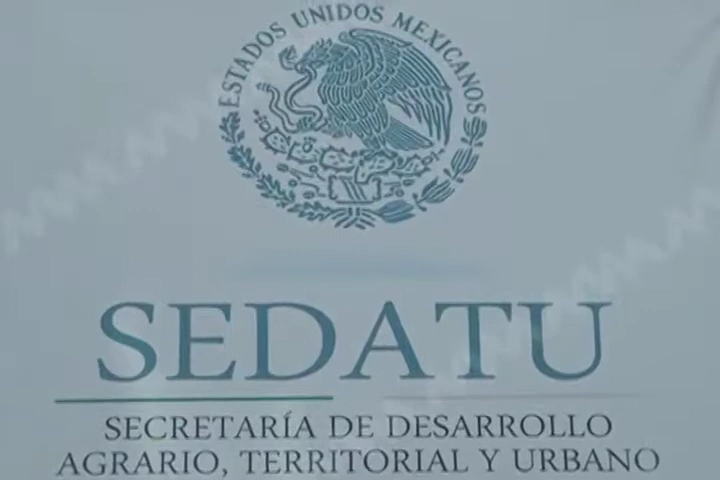 ESTADOS UNIDOS MEXICANOS
SEDATU
SECRETARÍA DE DESARROLLO
AGRARIO, TERRITORIAL Y URBANO